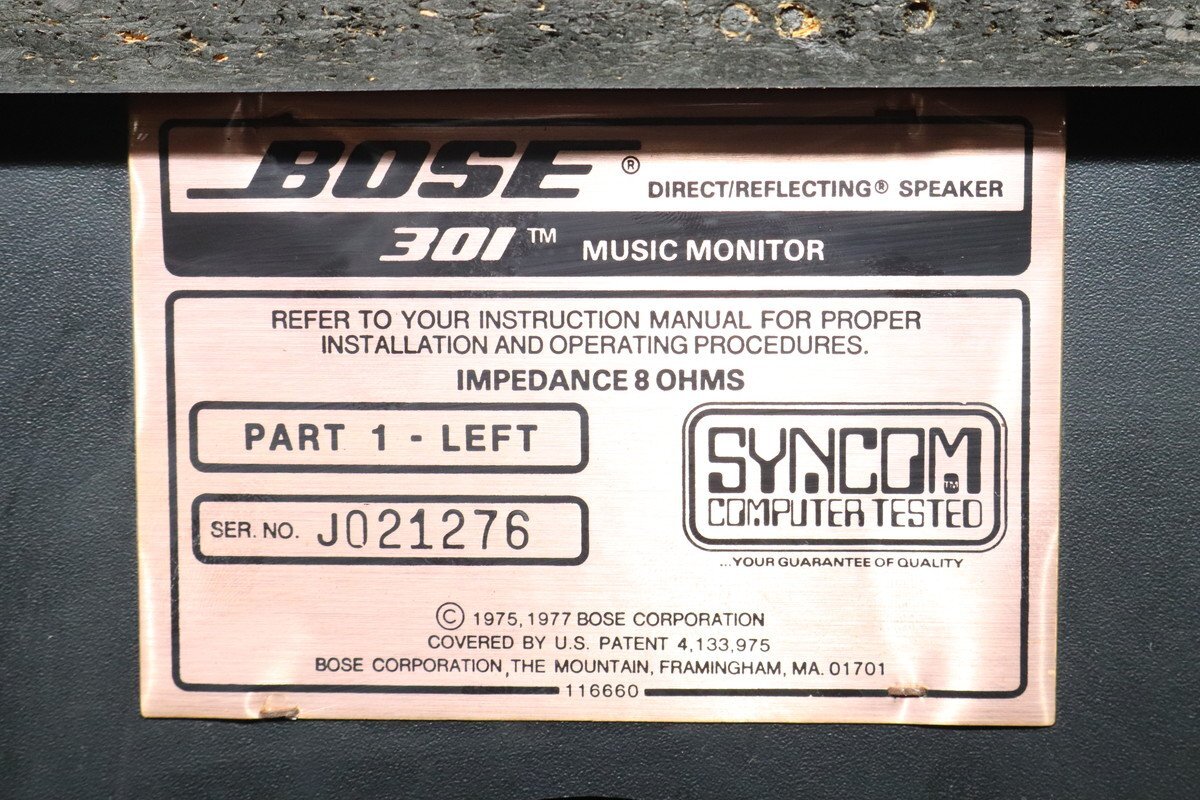 BOSE® DIRECT/REFLECTING® SPEAKER
301™ MUSIC MONITOR
REFER TO YOUR INSTRUCTION MANUAL FOR PROPER
INSTALLATION AND OPERATING PROCEDURES.
IMPEDANCE 8 OHMS
PART 1 - LEFT
SER. NO. J021276
SYNCOM™
COMPUTER TESTED
...YOUR GUARANTEE OF QUALITY
© 1975, 1977 BOSE CORPORATION
COVERED BY U.S. PATENT 4,133,975
BOSE CORPORATION, THE MOUNTAIN, FRAMINGHAM, MA. 01701
116660